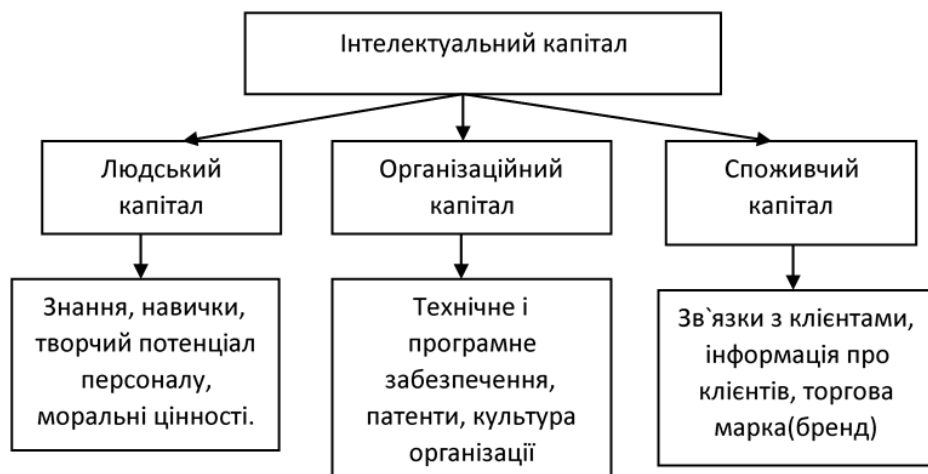 Інтелектуальний капітал
Людський
капітал
Організаційний
капітал
Споживчий
капітал
Знання, навички,
творчий потенціал
персоналу,
моральні цінності.
Технічне і
програмне
забезпечення,
патенти, культура
організації
Зв`язки з клієнтами,
інформація про
клієнтів, торгова
марка(бренд)